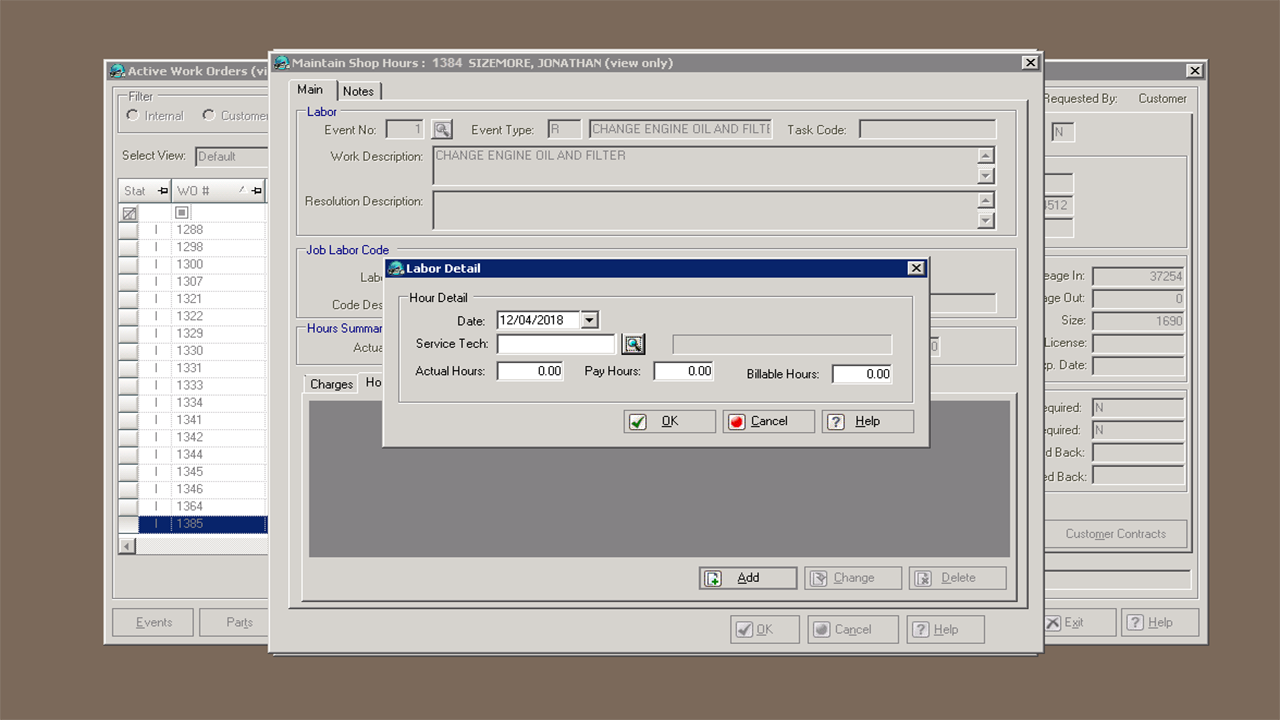 Active Work Orders (vi
Filter
Internal
Customer
Select View: Default
Stat WO #
I 1288
I 1298
I 1300
I 1307
I 1321
I 1322
I 1329
I 1330
I 1331
I 1333
I 1334
I 1341
I 1342
I 1344
I 1345
I 1346
I 1364
I 1385
Events Parts
Maintain Shop Hours : 1384 SIZEMORE, JONATHAN (view only)
Main Notes
Labor
Event No: 1 Event Type: R CHANGE ENGINE OIL AND FILTE Task Code:
Work Description: CHANGE ENGINE OIL AND FILTER
Resolution Description:
Job Labor Code
Labo
Code Des
Hours Summar
Actua 0
Charges Ho
Labor Detail
Hour Detail
Date: 12/04/2018
Service Tech:
Actual Hours: 0.00 Pay Hours: 0.00 Billable Hours: 0.00
OK Cancel ? Help
Add Change Delete
OK Cancel ? Help
Requested By: Customer
N
4512
eage In: 37254
ge Out: 0
Size: 1690
License:
xp. Date:
equired: N
equired: N
d Back:
ed Back:
Customer Contracts
Exit ? Help